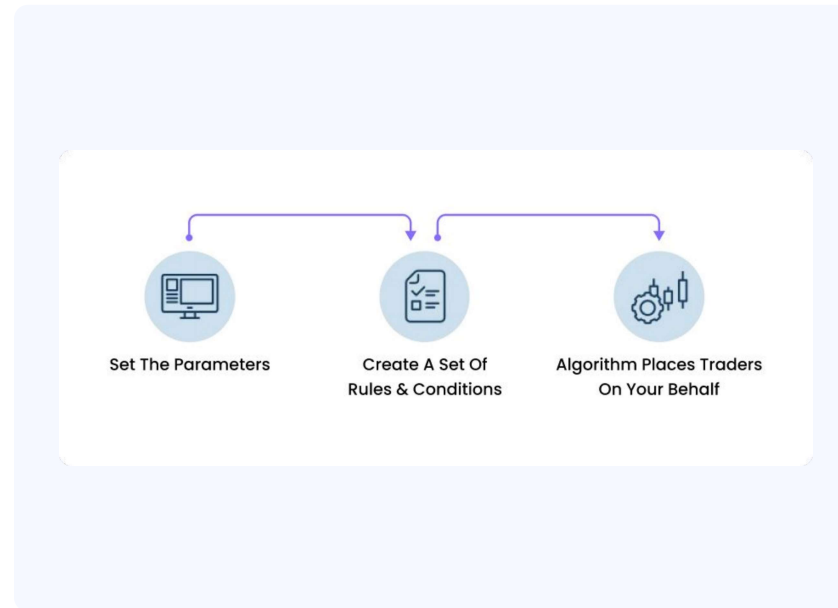 Set The Parameters
Create A Set Of
Rules & Conditions
Algorithm Places Traders
On Your Behalf